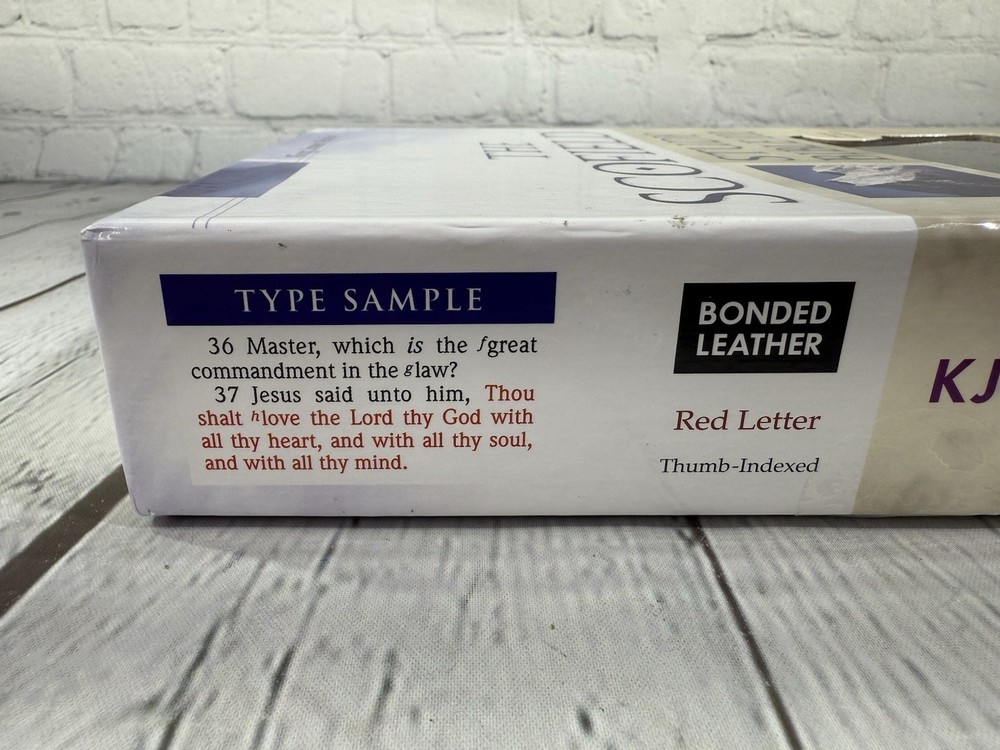 THE
SCOFIELD
TYPE SAMPLE
36 Master, which is the fgreat
commandment in the glaw?
37 Jesus said unto him, Thou
shalt hlove the Lord thy God with
all thy heart, and with all thy soul,
and with all thy mind.
BONDED
LEATHER
Red Letter
Thumb-Indexed
KJ